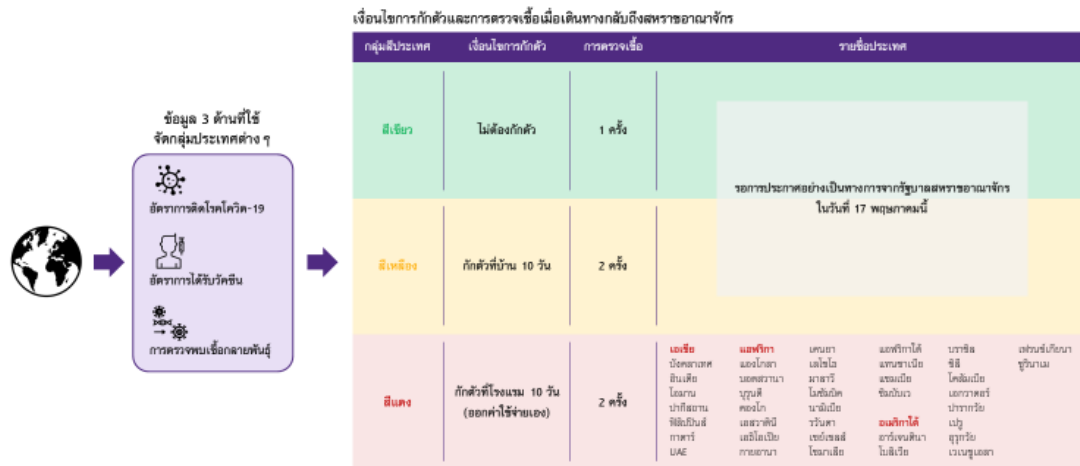 เงื่อนไขการกักตัวและการตรวจเชื้อเมื่อเดินทางกลับถึงสหราชอาณาจักร
กลุ่มสีประเทศ
เงื่อนไขการกักตัว
การตรวจเชื้อ
รายชื่อประเทศ
ข้อมูล 3 ด้านที่ใช้
จัดกลุ่มประเทศต่าง ๆ
อัตราการติดโรคโควิด-19
อัตราการได้รับวัคซีน
การตรวจพบเชื้อกลายพันธุ์
สีเขียว
ไม่ต้องกักตัว
1 ครั้ง
รอการประกาศอย่างเป็นทางการจากรัฐบาลสหราชอาณาจักร
ในวันที่ 17 พฤษภาคมนี้
สีเหลือง
กักตัวที่บ้าน 10 วัน
2 ครั้ง
สีแดง
กักตัวที่โรงแรม 10 วัน
(ออกค่าใช้จ่ายเอง)
2 ครั้ง
เอเชีย
บังคลาเทศ
อินเดีย
โอมาน
ปากีสถาน
ฟิลิปปินส์
กาตาร์
UAE
แอฟริกา
แองโกลา
บอตสวานา
บุรุนดี
คองโก
เอสวาตินี
เอธิโอเปีย
กายอานา
เคนยา
เลโซโธ
มาลาวี
โมซัมบิค
นามิเบีย
รวันดา
เซย์เชลส์
โซมาเลีย
แอฟริกาใต้
แทนซาเนีย
แซมเบีย
ซิมบับเว
อเมริกาใต้
อาร์เจนตินา
โบลิเวีย
บราซิล
ชิลี
โคลัมเบีย
เอกวาดอร์
ปารากวัย
เปรู
อุรุกวัย
เวเนซูเอลา
เฟรนช์เกียนา
ซูรินาเม